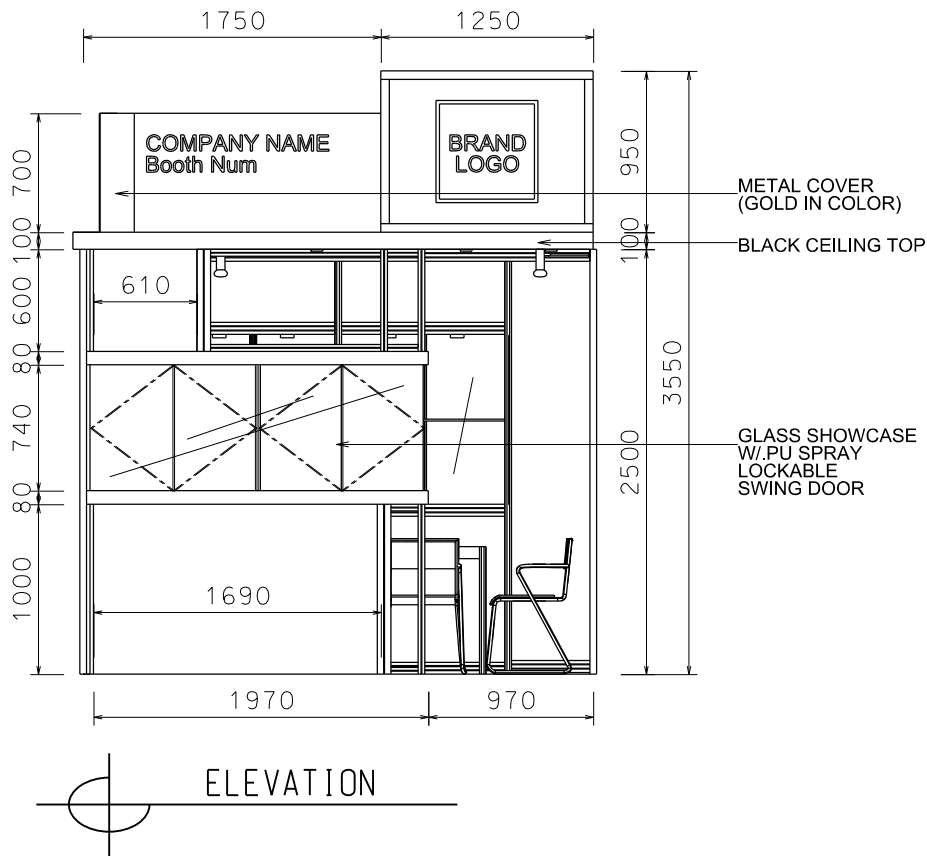 1750
1250
COMPANY NAME
Booth Num
BRAND
LOGO
700
950
METAL COVER
(GOLD IN COLOR)
100
100
BLACK CEILING TOP
610
600
80
3550
740
2500
GLASS SHOWCASE
W/.PU SPRAY
LOCKABLE
SWING DOOR
80
1000
1690
1970
970
ELEVATION